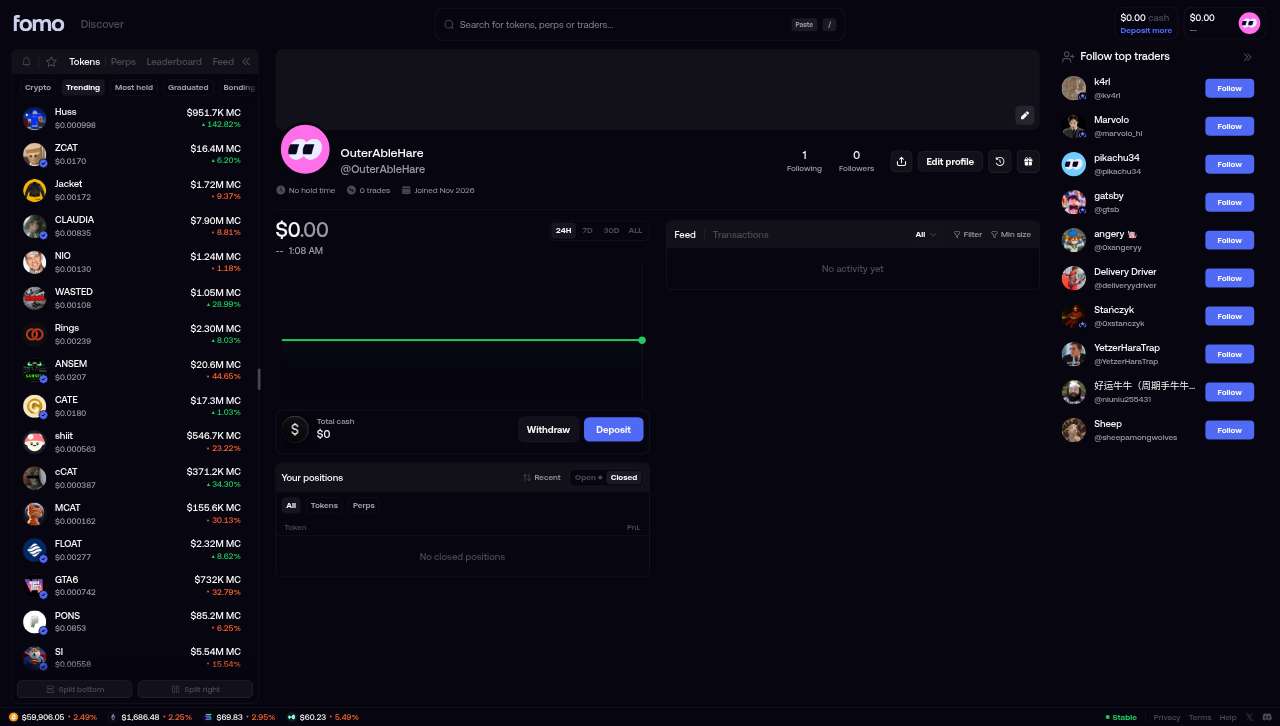 fomo Discover
Search for tokens, perps or traders... Paste /
$0.00 cash
Deposit more
$0.00
--
Tokens Perps Leaderboard Feed
Crypto Trending Most held Graduated Bonding
Huss $951.7K MC
$0.000998 142.82%
ZCAT $16.4M MC
$0.0170 6.20%
Jacket $1.72M MC
$0.00172 9.37%
CLAUDIA $7.90M MC
$0.00835 8.81%
NIO $1.24M MC
$0.00130 1.18%
WASTED $1.05M MC
$0.00108 28.99%
Rings $2.30M MC
$0.00239 8.03%
ANSEM $20.6M MC
$0.0207 44.65%
CATE $17.3M MC
$0.0180 1.03%
shiit $546.7K MC
$0.000563 23.22%
cCAT $371.2K MC
$0.000387 34.30%
MCAT $155.6K MC
$0.000162 30.13%
FLOAT $2.32M MC
$0.00277 8.62%
GTA6 $732K MC
$0.000742 32.79%
PONS $85.2M MC
$0.0853 6.25%
SI $5.54M MC
$0.00558 15.54%
Split bottom Split right
OuterAbleHare
@OuterAbleHare
1 Following
0 Followers
Edit profile
No hold time 0 trades Joined Nov 2026
$0.00
-- 1:08 AM
24H 7D 30D ALL
Total cash
$0
Withdraw Deposit
Your positions Recent Open Closed
All Tokens Perps
Token PnL
No closed positions
Feed Transactions All Filter Min size
No activity yet
Follow top traders
k4rl
@kv4rl
Follow
Marvolo
@marvolo_hl
Follow
pikachu34
@pikachu34
Follow
gatsby
@gtsb
Follow
angery
@0xangeryy
Follow
Delivery Driver
@deliveryydriver
Follow
Stańczyk
@0xstanczyk
Follow
YetzerHaraTrap
@YetzerHaraTrap
Follow
好运牛牛（周期手牛牛...
@niuniu255431
Follow
Sheep
@sheepamongwolves
Follow
$59,906.05 2.49% $1,686.48 2.25% $69.83 2.95% $60.23 5.49%
Stable Privacy Terms Help